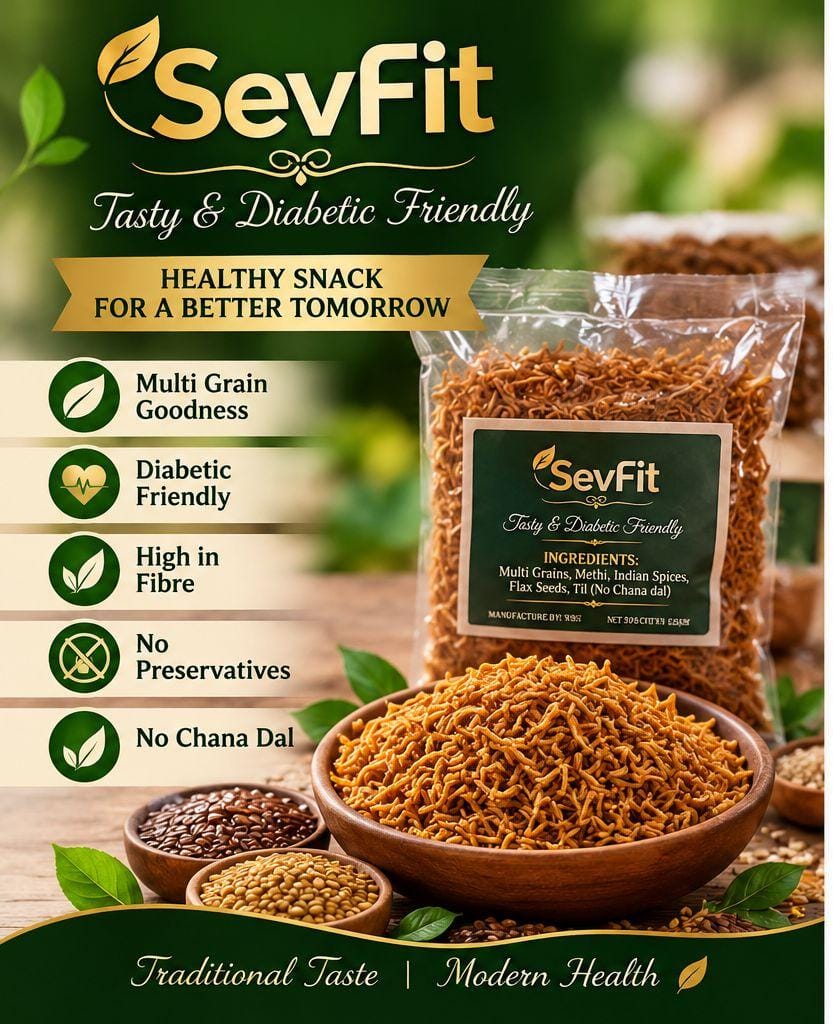 SevFit
Tasty & Diabetic Friendly
HEALTHY SNACK
FOR A BETTER TOMORROW
Multi Grain
Goodness
Diabetic
Friendly
High in
Fibre
No
Preservatives
No Chana Dal
SevFit
Tasty & Diabetic Friendly
INGREDIENTS:
Multi Grains, Methi, Indian Spices,
Flax Seeds, Til (No Chana dal)
MANUFACTURE BY:
Traditional Taste | Modern Health